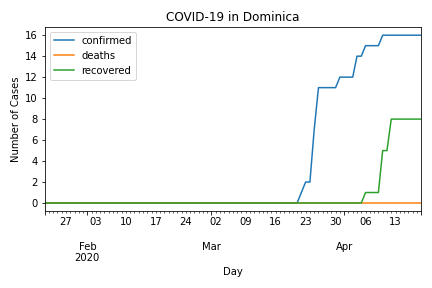 COVID-19 in Dominica
confirmed
deaths
recovered
Number of Cases
16
14
12
10
8
6
4
2
0
27 03 10 17 24 02 09 16 23 30 06 13
Feb Mar Apr
2020
Day